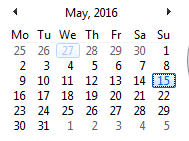 May, 2016
Mo Tu We Th Fr Sa Su
25 26 27 28 29 30 1
2 3 4 5 6 7 8
9 10 11 12 13 14 15
16 17 18 19 20 21 22
23 24 25 26 27 28 29
30 31 1 2 3 4 5